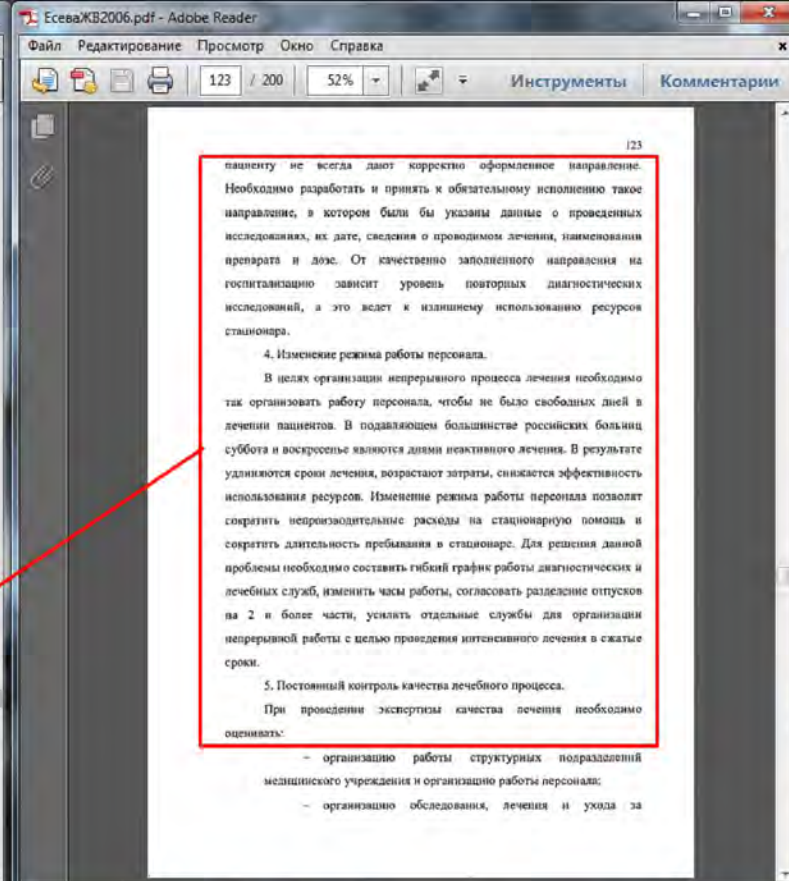 ЕсеваЖВ2006.pdf - Adobe Reader
Файл Редактирование Просмотр Окно Справка
123 / 200 52% Инструменты Комментарии
123
пациенту не всегда дают корректно оформленное направление.
Необходимо разработать и принять к обязательному исполнению такое
направление, в котором были бы указаны данные о проведенных
исследованиях, их дате, сведения о проводимом лечении, наименовании
препарата и дозе. От качественно заполненного направления на
госпитализацию зависит уровень повторных диагностических
исследований, а это ведет к излишнему использованию ресурсов
стационара.
4. Изменение режима работы персонала.
В целях организации непрерывного процесса лечения необходимо
так организовать работу персонала, чтобы не было свободных дней в
лечении пациентов. В подавляющем большинстве российских больниц
суббота и воскресенье являются днями неактивного лечения. В результате
удлиняются сроки лечения, возрастают затраты, снижается эффективность
использования ресурсов. Изменение режима работы персонала позволят
сократить непроизводительные расходы на стационарную помощь и
сократить длительность пребывания в стационаре. Для решения данной
проблемы необходимо составить гибкий график работы диагностических и
лечебных служб, изменить часы работы, согласовать разделение отпусков
на 2 и более части, усилить отдельные службы для организации
непрерывной работы с целью проведения интенсивного лечения в сжатые
сроки.
5. Постоянный контроль качества лечебного процесса.
При проведении экспертизы качества лечения необходимо
оценивать:
– организацию работы структурных подразделений
медицинского учреждения и организацию работы персонала;
– организацию обследования, лечения и ухода за